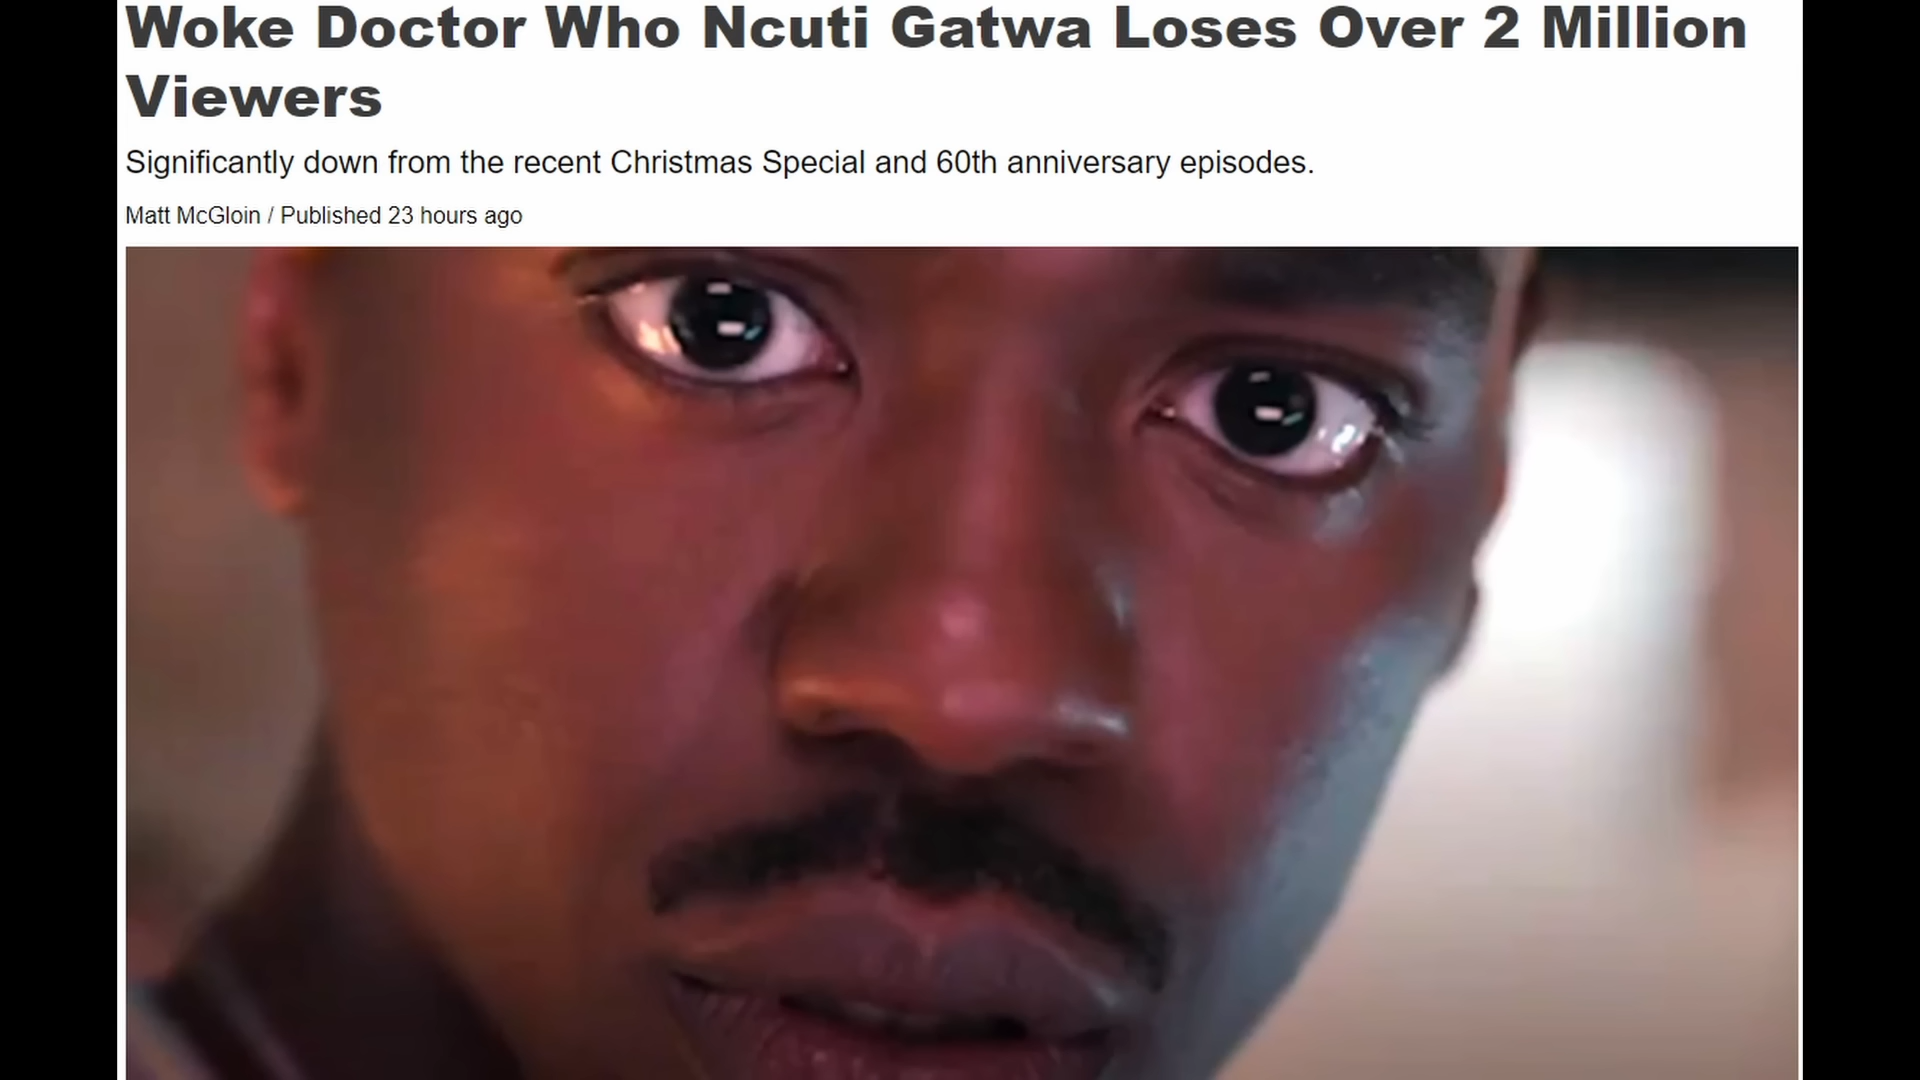 Woke Doctor Who Ncuti Gatwa Loses Over 2 Million
Viewers
Significantly down from the recent Christmas Special and 60th anniversary episodes.
Matt McGloin / Published 23 hours ago